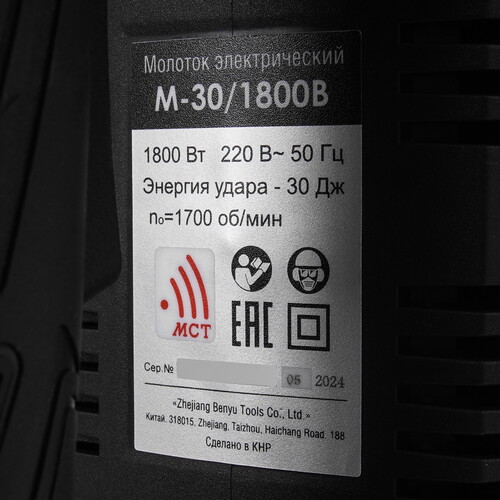 Молоток электрический
М-30/1800В
1800 Вт 220 В~ 50 Гц
Энергия удара - 30 Дж
n₀=1700 об/мин
МСТ
EAC
Сер.№ 05 2024
«Zhejiang Benyu Tools Co., Ltd.»
Китай. 318015, Zhejiang, Taizhou, Haichang Road. 188
Сделано в КНР